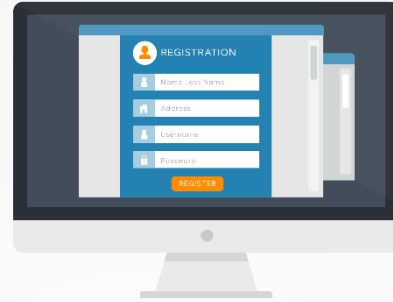 REGISTRATION
Name Last Name
Address
Username
Password
REGISTER